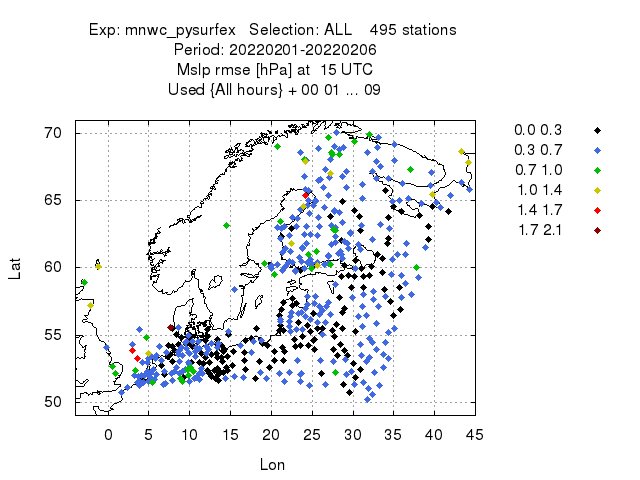 Exp: mnwc_pysurfex   Selection: ALL    495 stations
Period: 20220201-20220206
Mslp rmse [hPa] at  15 UTC
Used {All hours} + 00 01 ... 09
0.0 0.3
0.3 0.7
0.7 1.0
1.0 1.4
1.4 1.7
1.7 2.1
70
65
60
55
50
Lat
0 5 10 15 20 25 30 35 40 45
Lon